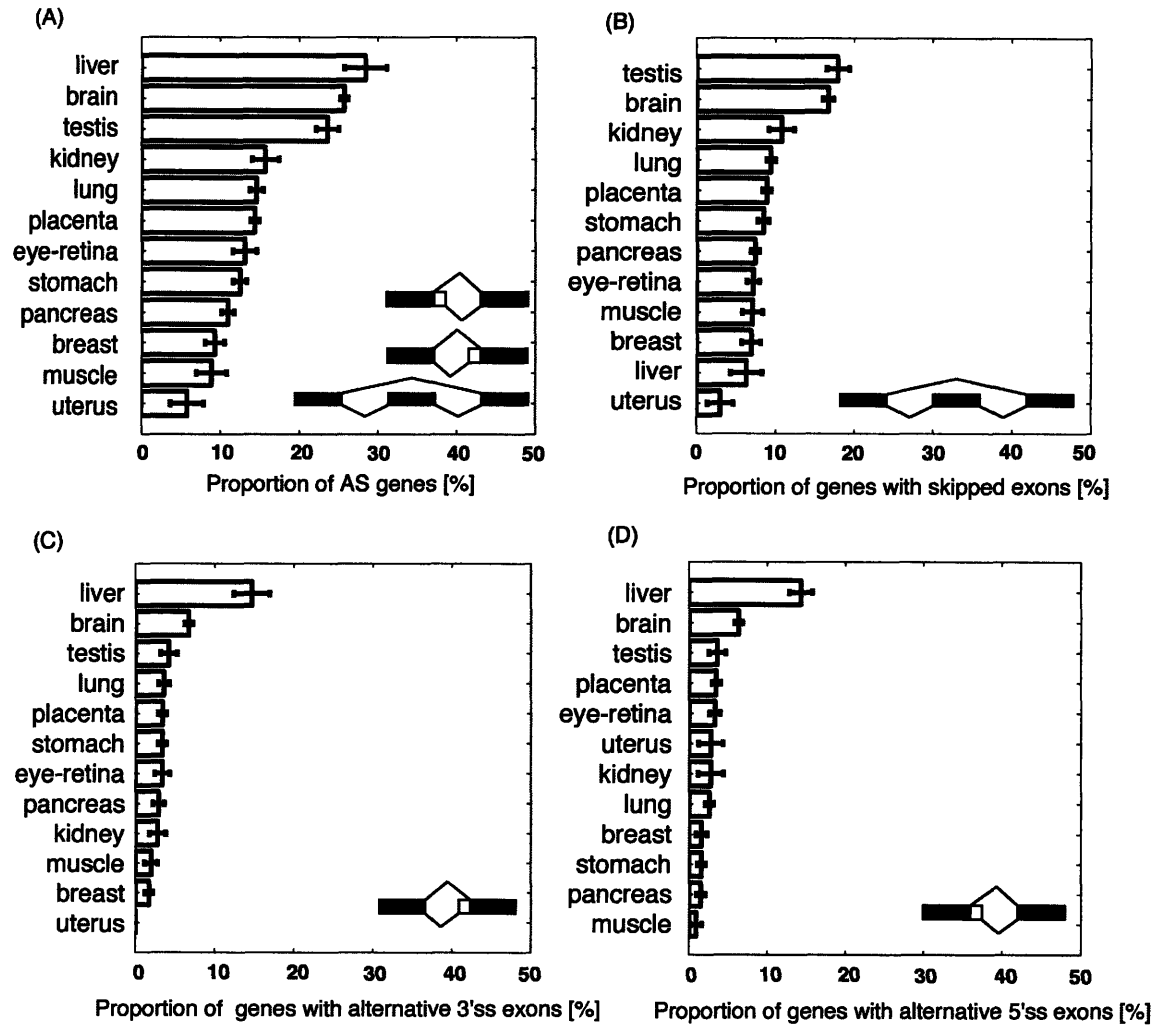 (A)
liver
brain
testis
kidney
lung
placenta
eye-retina
stomach
pancreas
breast
muscle
uterus
0 10 20 30 40 50
Proportion of AS genes [%]
(B)
testis
brain
kidney
lung
placenta
stomach
pancreas
eye-retina
muscle
breast
liver
uterus
0 10 20 30 40 50
Proportion of genes with skipped exons [%]
(C)
liver
brain
testis
lung
placenta
stomach
eye-retina
pancreas
kidney
muscle
breast
uterus
0 10 20 30 40 50
Proportion of genes with alternative 3'ss exons [%]
(D)
liver
brain
testis
placenta
eye-retina
uterus
kidney
lung
breast
stomach
pancreas
muscle
0 10 20 30 40 50
Proportion of genes with alternative 5'ss exons [%]